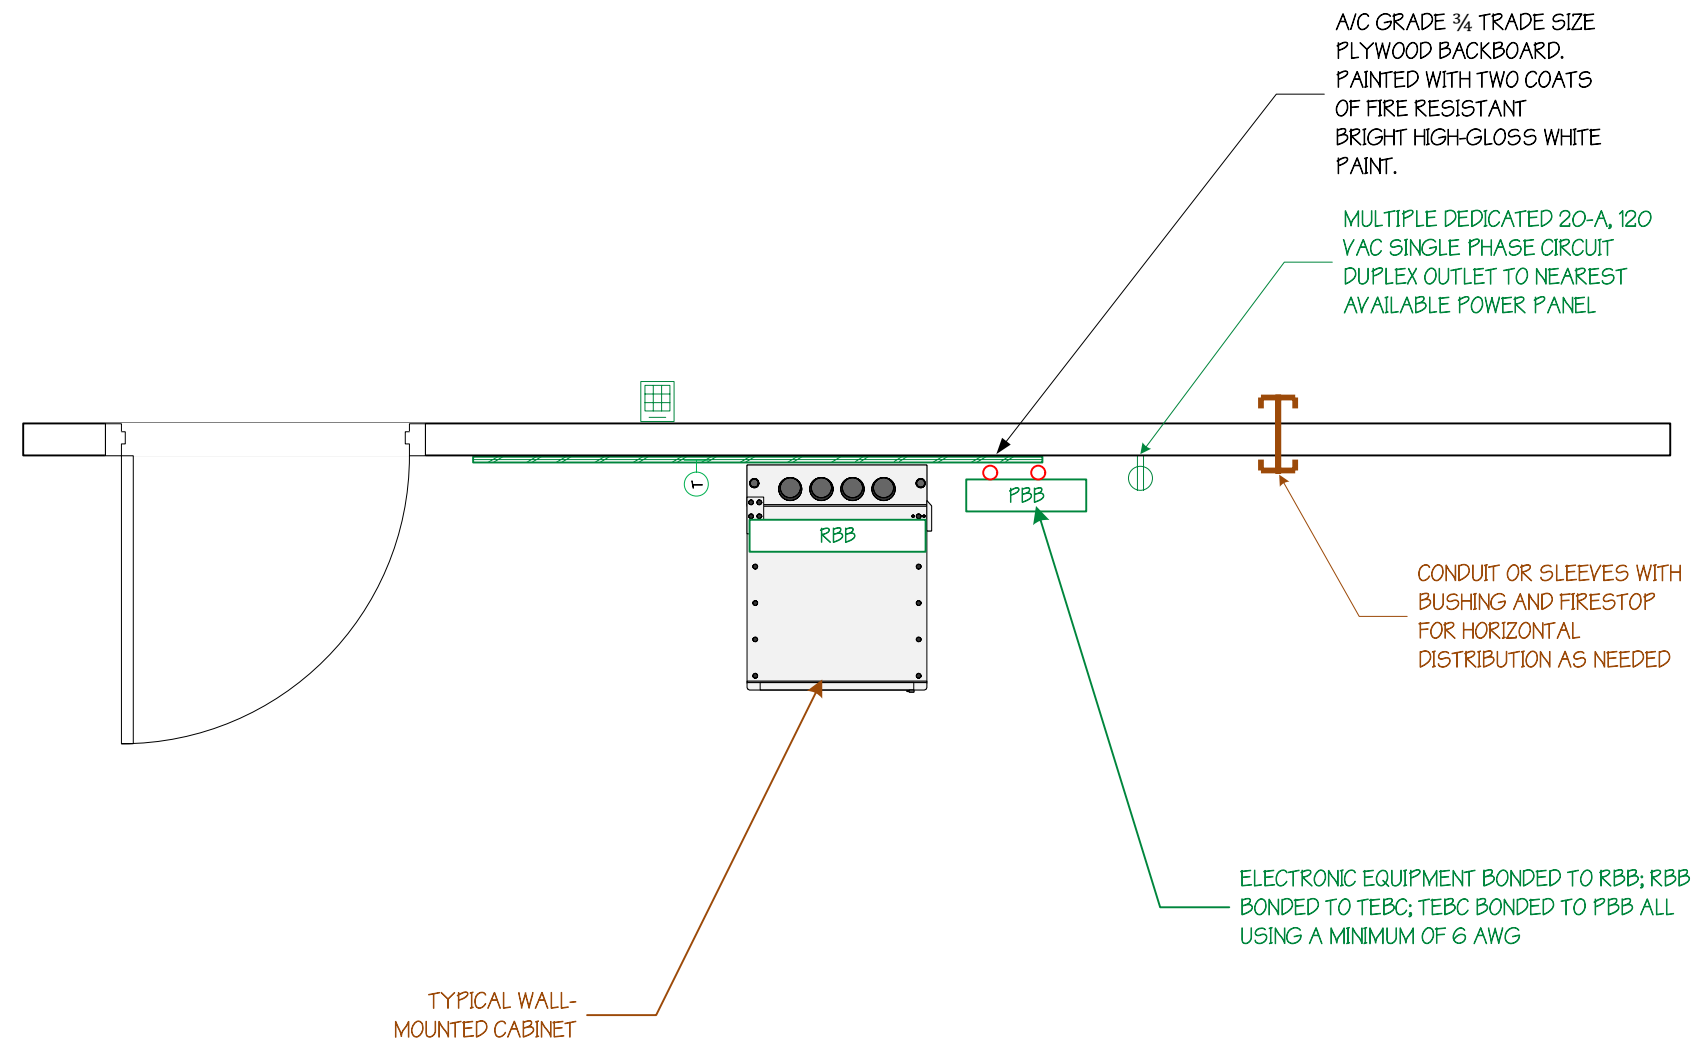 A/C GRADE ¾ TRADE SIZE
PLYWOOD BACKBOARD.
PAINTED WITH TWO COATS
OF FIRE RESISTANT
BRIGHT HIGH-GLOSS WHITE
PAINT.
MULTIPLE DEDICATED 20-A, 120
VAC SINGLE PHASE CIRCUIT
DUPLEX OUTLET TO NEAREST
AVAILABLE POWER PANEL
T
PBB
RBB
CONDUIT OR SLEEVES WITH
BUSHING AND FIRESTOP
FOR HORIZONTAL
DISTRIBUTION AS NEEDED
ELECTRONIC EQUIPMENT BONDED TO RBB; RBB
BONDED TO TEBC; TEBC BONDED TO PBB ALL
USING A MINIMUM OF 6 AWG
TYPICAL WALL-
MOUNTED CABINET